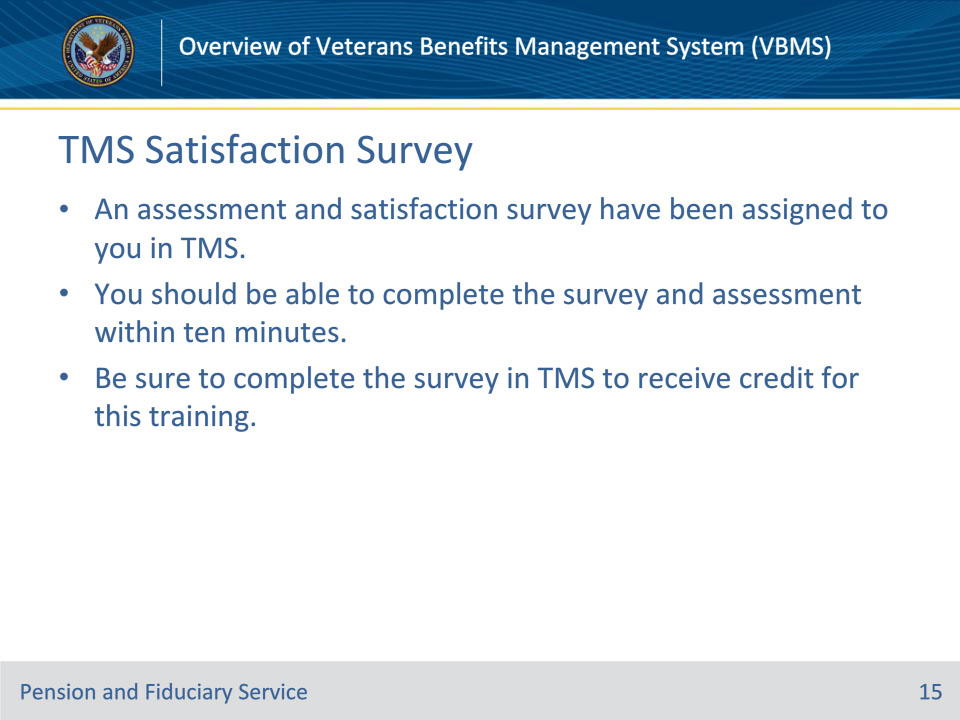 Overview of Veterans Benefits Management System (VBMS)
TMS Satisfaction Survey
• An assessment and satisfaction survey have been assigned to
you in TMS.
• You should be able to complete the survey and assessment
within ten minutes.
• Be sure to complete the survey in TMS to receive credit for
this training.
Pension and Fiduciary Service
15